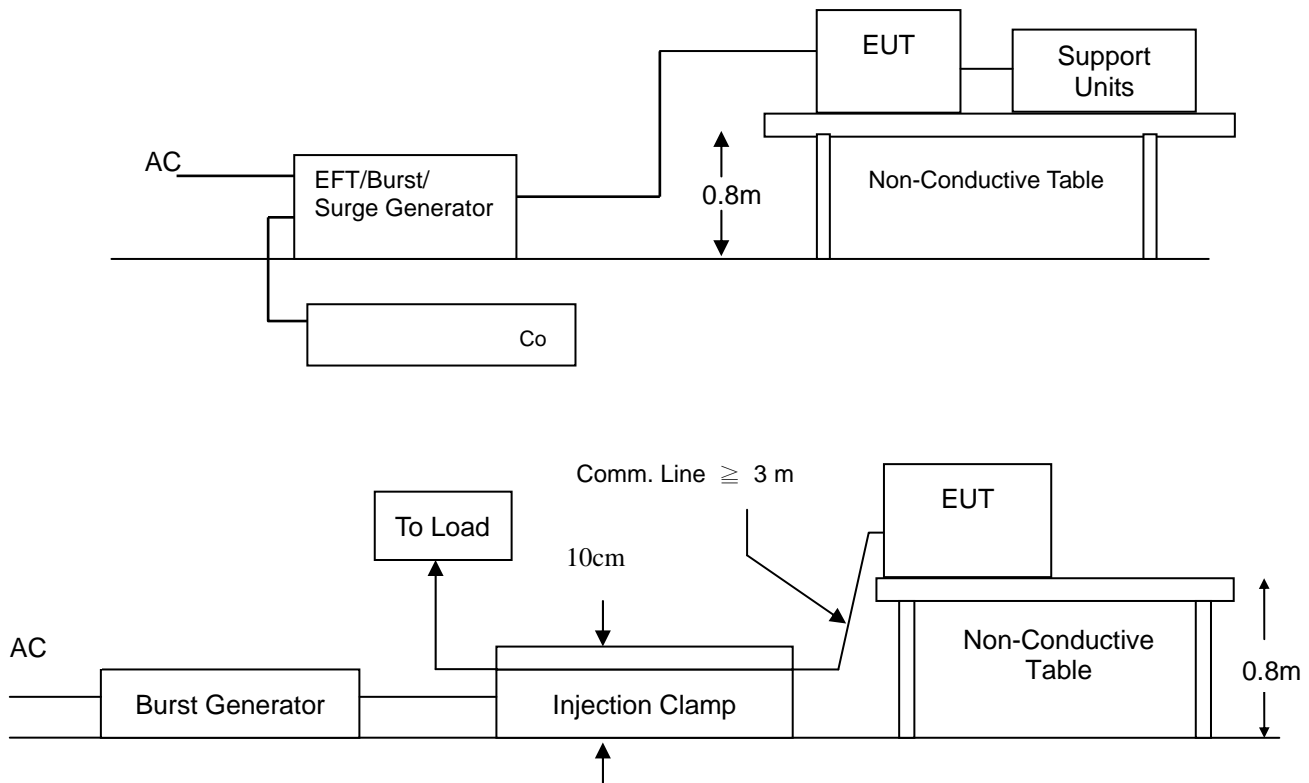 EUT
Support
Units
AC
EFT/Burst/
Surge Generator
0.8m
Non-Conductive Table
Co
Comm. Line ≧ 3 m
EUT
To Load
10cm
AC
Non-Conductive
Table
0.8m
Burst Generator
Injection Clamp